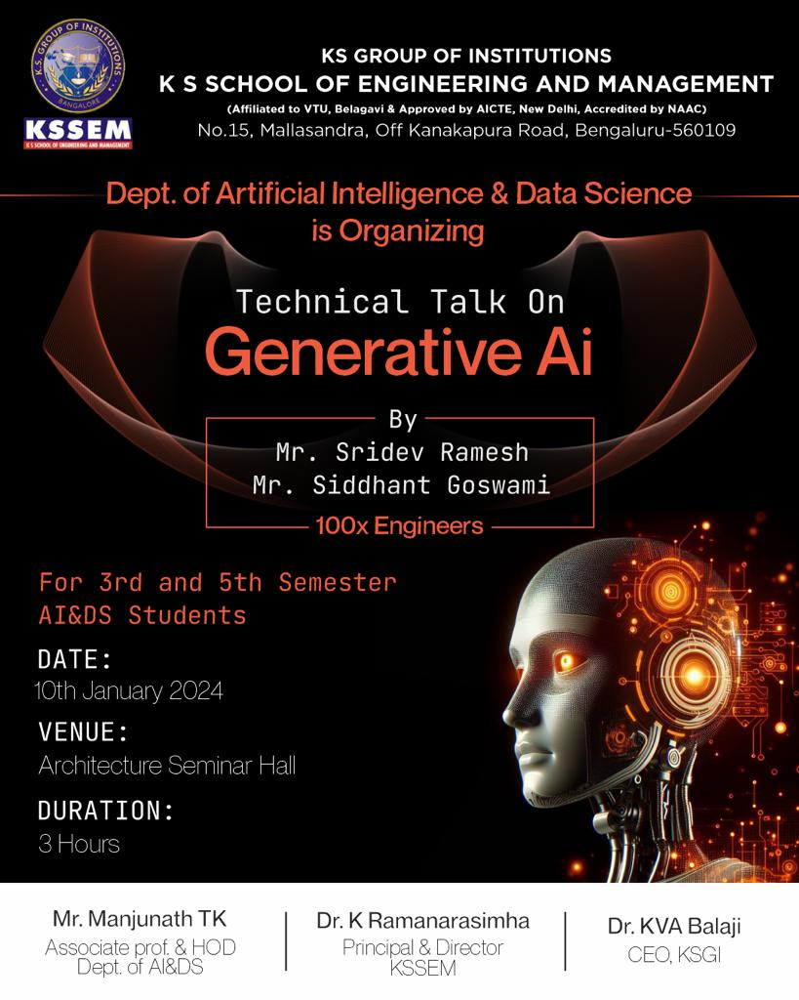 K.S. GROUP OF INSTITUTIONS
BANGALORE
KSSEM
K S SCHOOL OF ENGINEERING AND MANAGEMENT
KS GROUP OF INSTITUTIONS
K S SCHOOL OF ENGINEERING AND MANAGEMENT
(Affiliated to VTU, Belagavi & Approved by AICTE, New Delhi, Accredited by NAAC)
No.15, Mallasandra, Off Kanakapura Road, Bengaluru-560109
Dept. of Artificial Intelligence & Data Science
is Organizing
Technical Talk On
Generative Ai
By
Mr. Sridev Ramesh
Mr. Siddhant Goswami
100x Engineers
For 3rd and 5th Semester
AI&DS Students
DATE:
10th January 2024
VENUE:
Architecture Seminar Hall
DURATION:
3 Hours
Mr. Manjunath TK
Associate prof. & HOD
Dept. of AI&DS
Dr. K Ramanarasimha
Principal & Director
KSSEM
Dr. KVA Balaji
CEO, KSGI